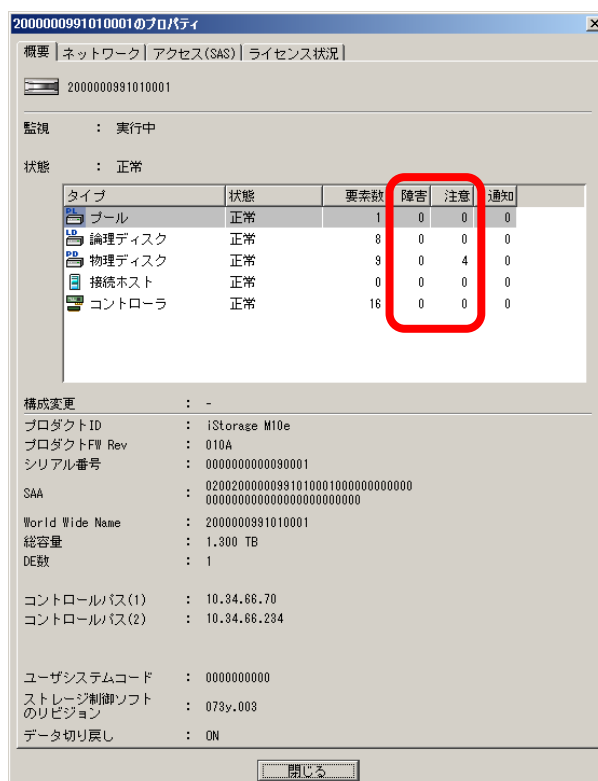 2000000991010001のプロパティ
概要 ネットワーク アクセス(SAS) ライセンス状況
2000000991010001
監視 : 実行中
状態 : 正常
タイプ 状態 要素数 障害 注意 通知
PL プール 正常 1 0 0 0
LD 論理ディスク 正常 8 0 0 0
PD 物理ディスク 正常 9 0 4 0
接続ホスト 正常 0 0 0 0
コントローラ 正常 16 0 0 0
構成変更 : -
プロダクトID : iStorage M10e
プロダクトFW Rev : 010A
シリアル番号 : 0000000000090001
SAA : 02002000000991010001000000000000
000000000000000000000000
World Wide Name : 2000000991010001
総容量 : 1.300 TB
DE数 : 1
コントロールパス(1) : 10.34.66.70
コントロールパス(2) : 10.34.66.234
ユーザシステムコード : 0000000000
ストレージ制御ソフト
のリビジョン : 073y.003
データ切り戻し : ON
閉じる